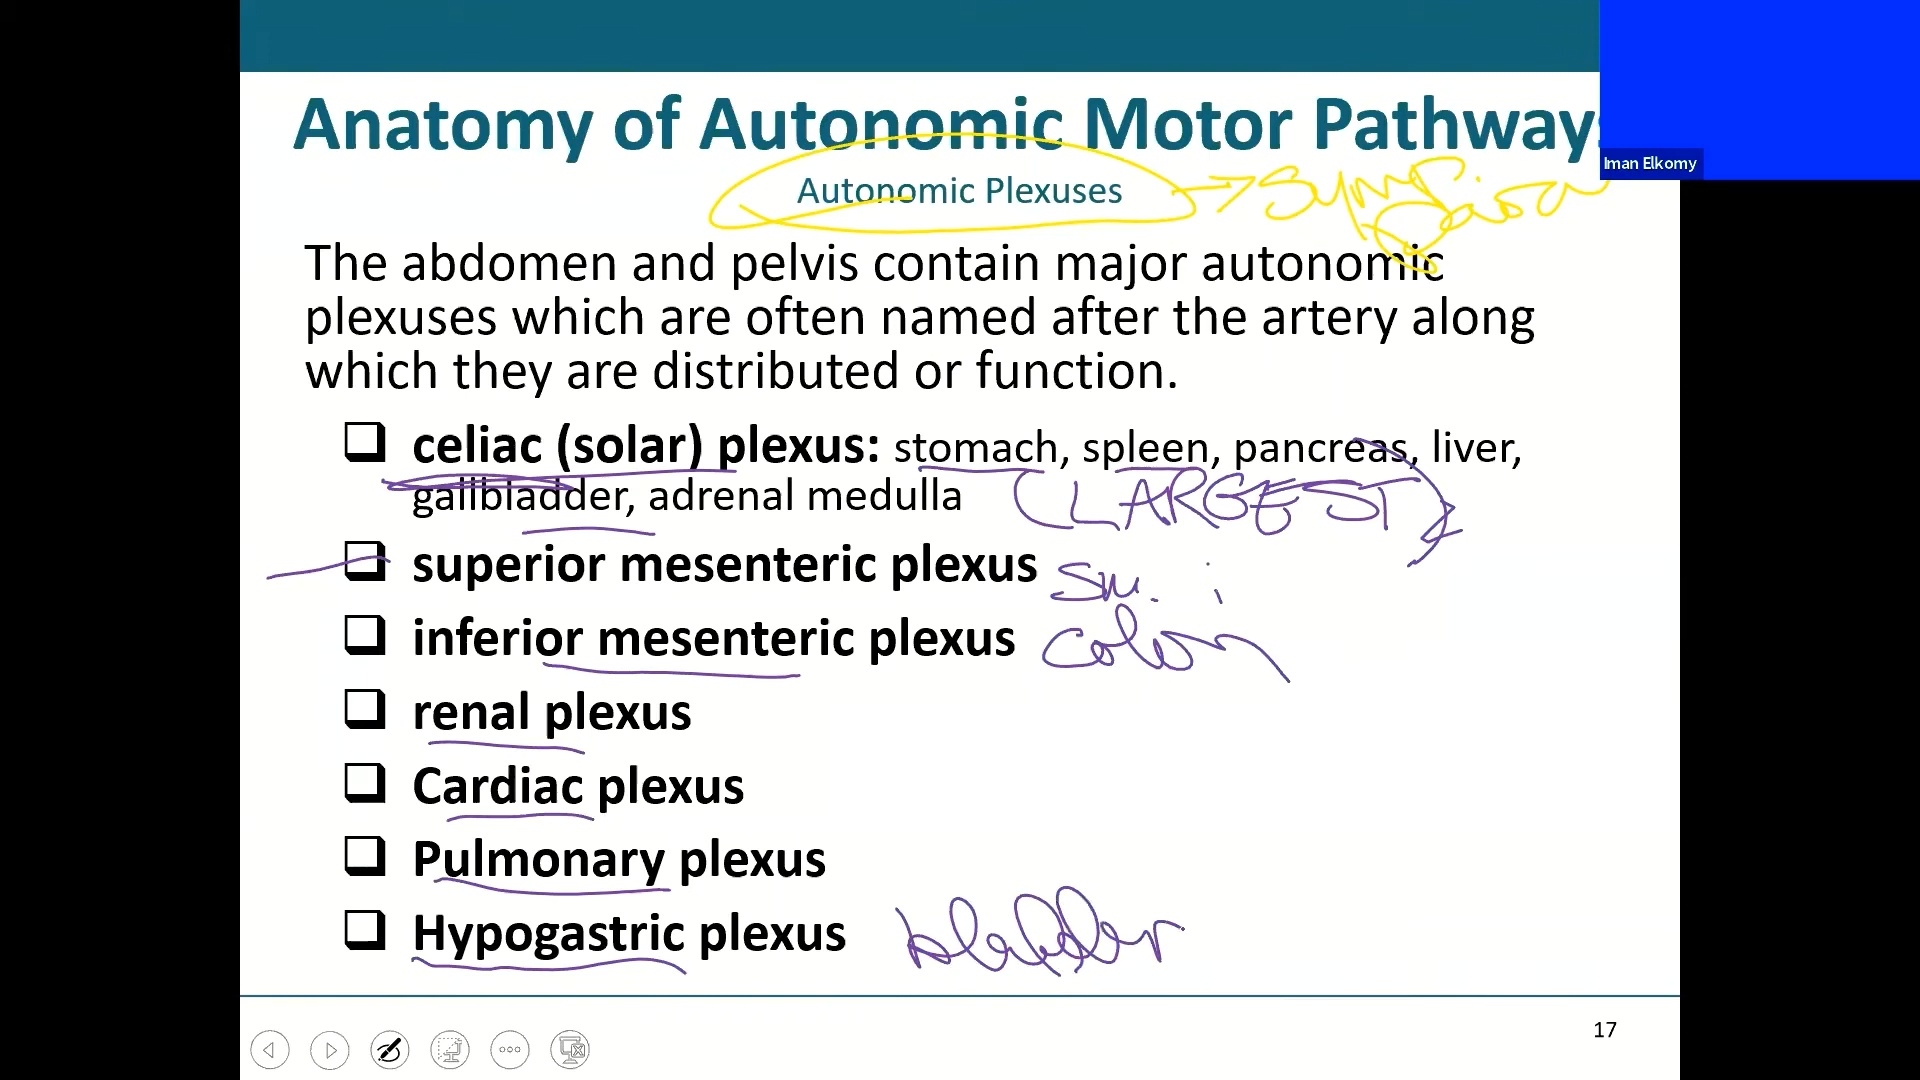 Anatomy of Autonomic Motor Pathways
Iman Elkomy
Autonomic Plexuses
The abdomen and pelvis contain major autonomic
plexuses which are often named after the artery along
which they are distributed or function.
celiac (solar) plexus: stomach, spleen, pancreas, liver,
gallbladder, adrenal medulla (LARGEST)
superior mesenteric plexus Sm. i
inferior mesenteric plexus colon
renal plexus
Cardiac plexus
Pulmonary plexus
Hypogastric plexus bladder
17